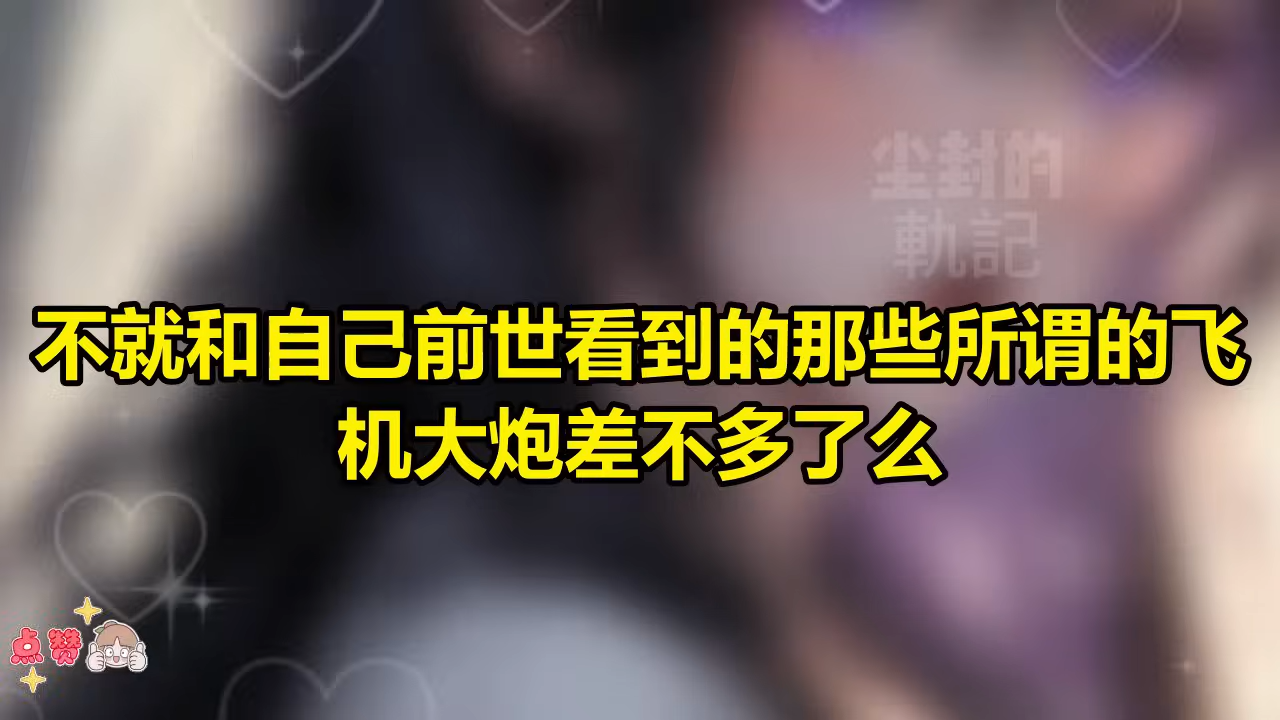 尘封的
軌記
不就和自己前世看到的那些所谓的飞
机大炮差不多了么
点赞